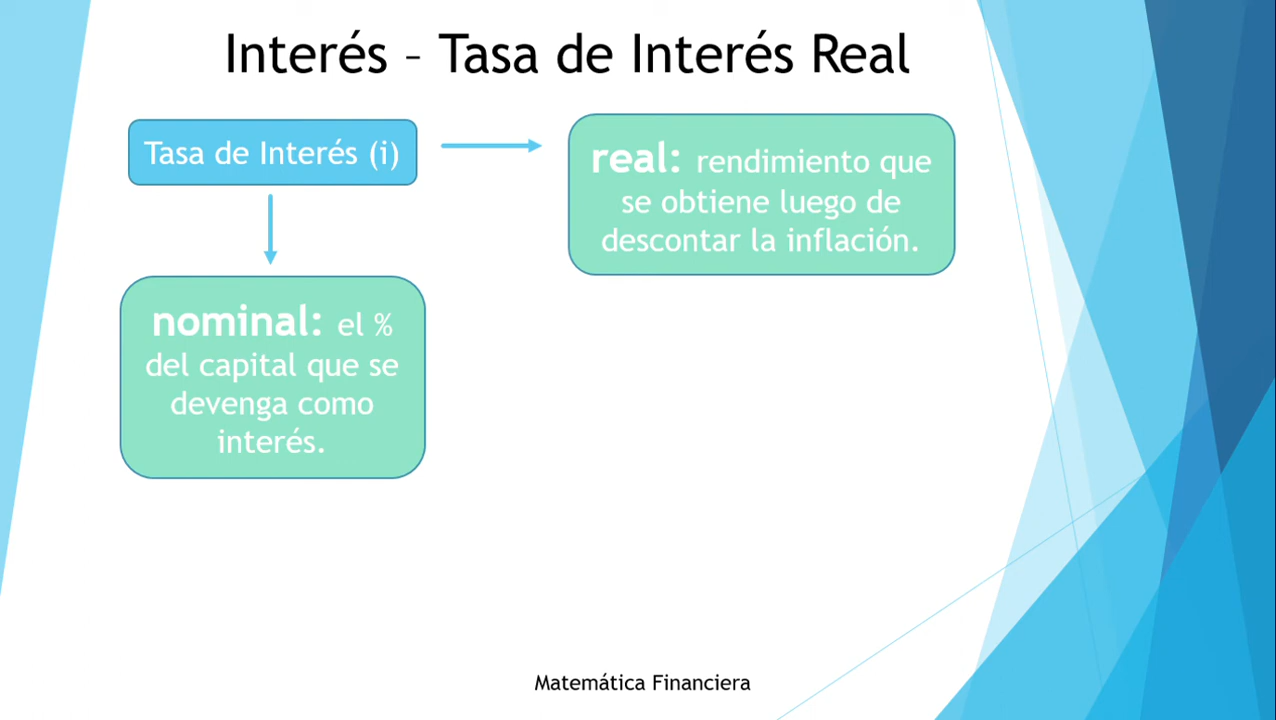 Interés – Tasa de Interés Real
Tasa de Interés (i)
real: rendimiento que
se obtiene luego de
descontar la inflación.
nominal: el %
del capital que se
devenga como
interés.
Matemática Financiera